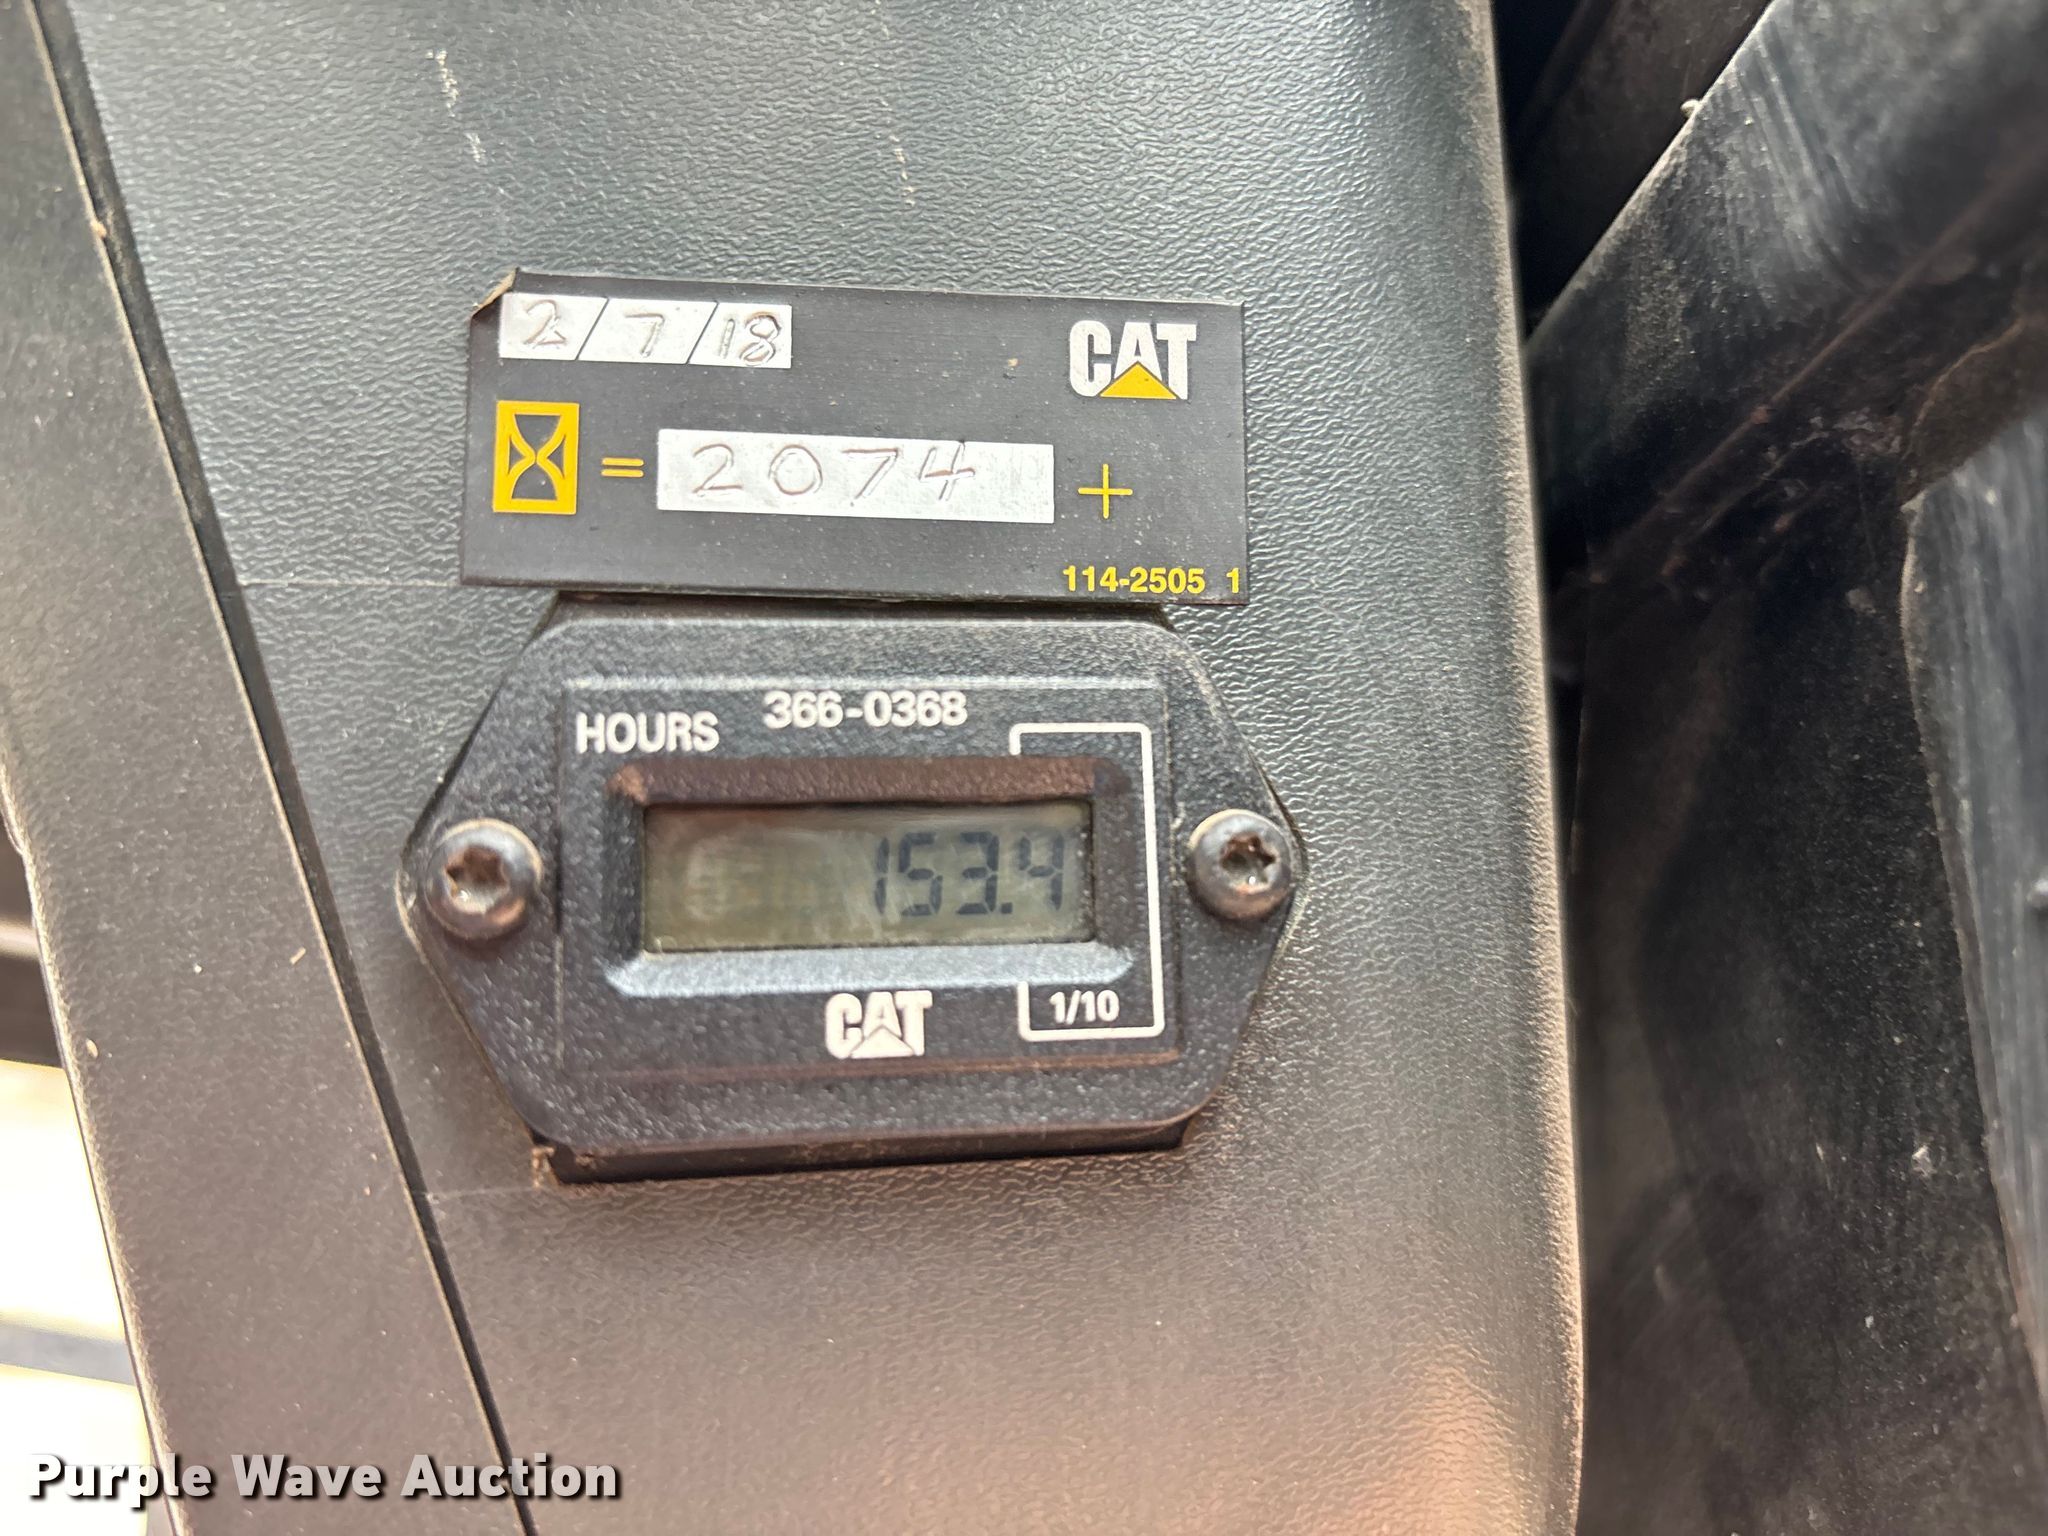 2/7/18
CAT
= 2074 +
114-2505 1
HOURS 366-0368
153.4
CAT
1/10
Purple Wave Auction